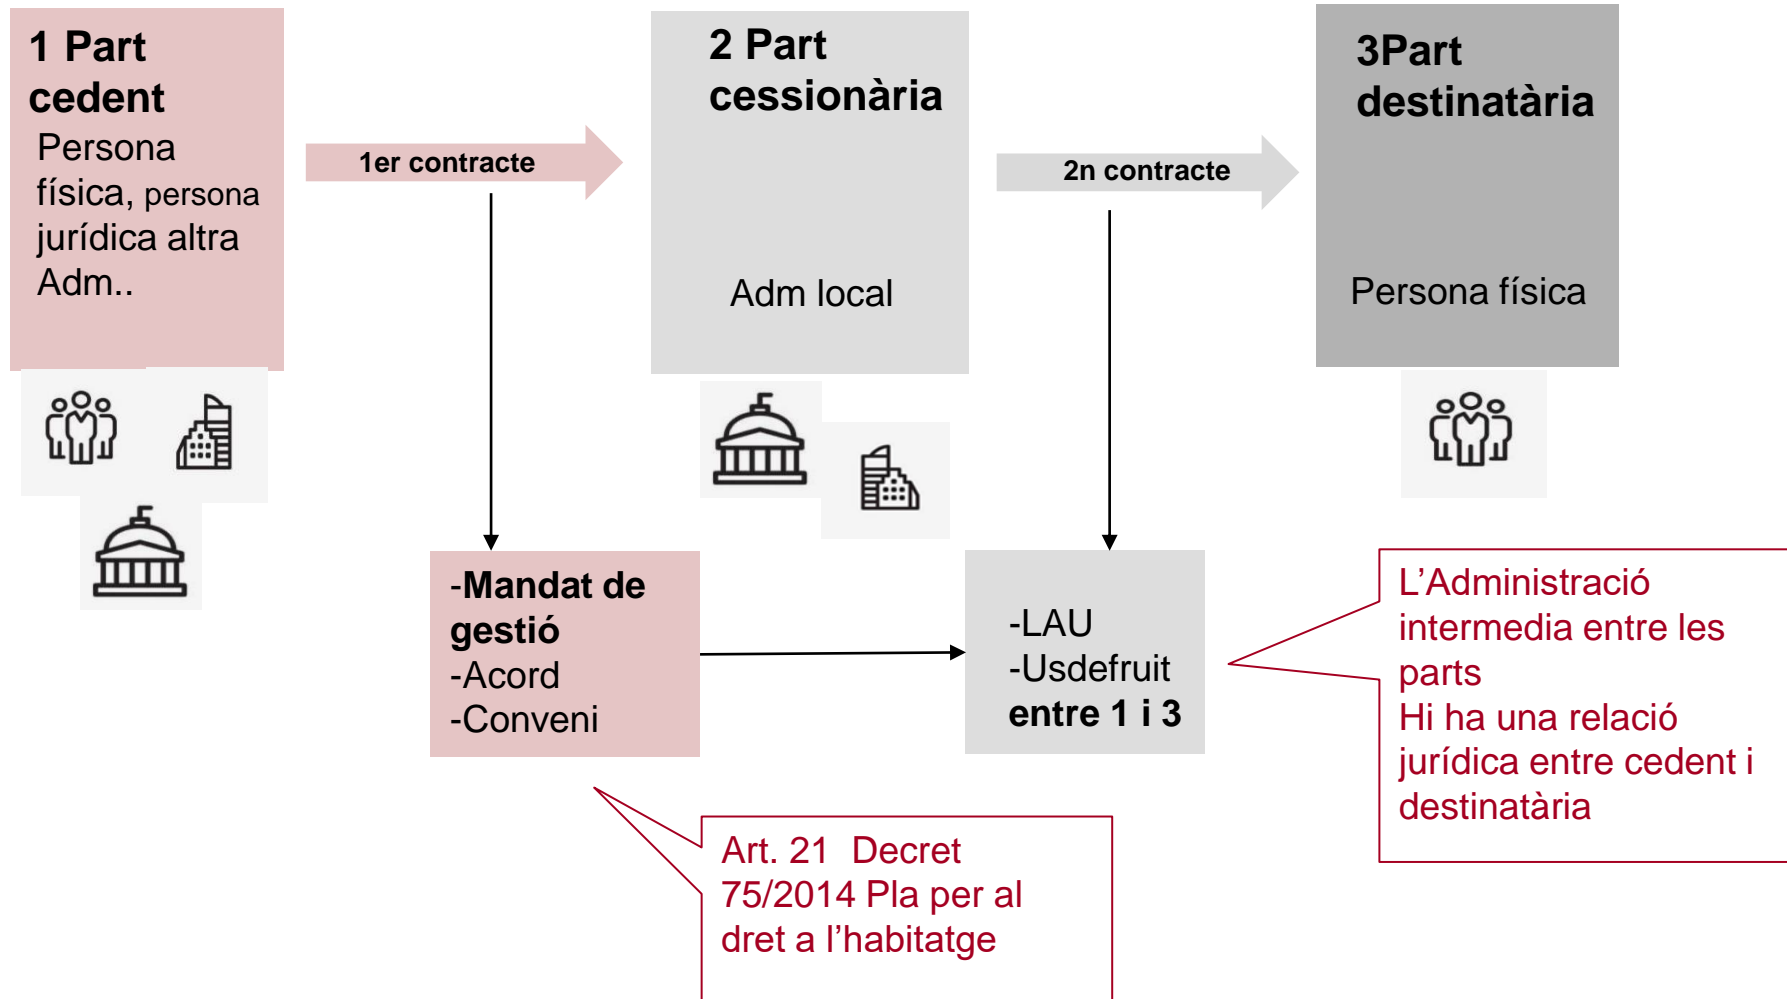 1 Part
cedent
Persona
física, persona
jurídica altra
Adm..
1er contracte
2 Part
cessionària
Adm local
2n contracte
3Part
destinatària
Persona física
-Mandat de
gestió
-Acord
-Conveni
-LAU
-Usdefruit
entre 1 i 3
L’Administració
intermedia entre les
parts
Hi ha una relació
jurídica entre cedent i
destinatària
Art. 21  Decret
75/2014 Pla per al
dret a l’habitatge